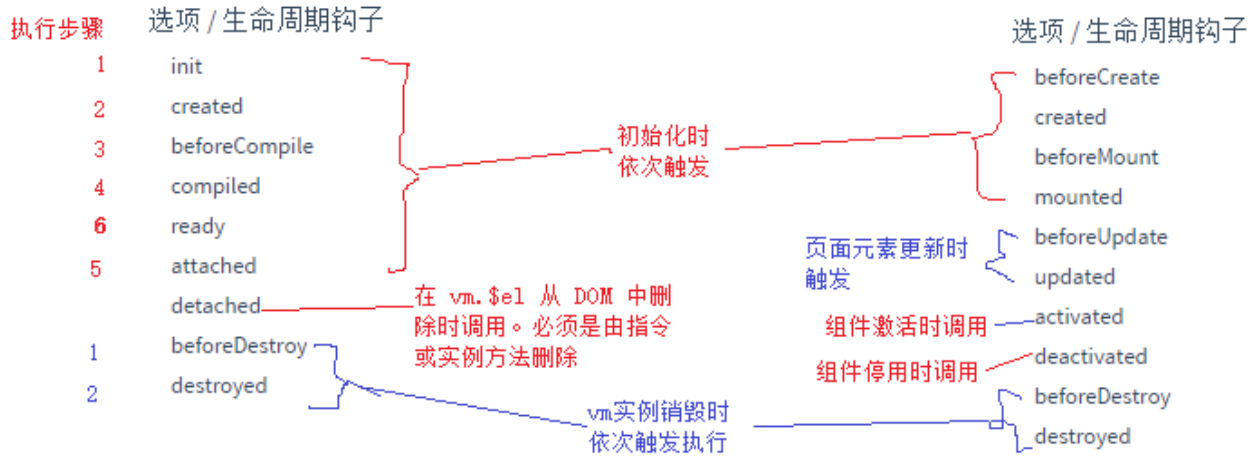 执行步骤 选项 / 生命周期钩子
1 init
2 created
3 beforeCompile
4 compiled
6 ready
5 attached
detached
1 beforeDestroy
2 destroyed
初始化时
依次触发
在 vm.$el 从 DOM 中删
除时调用。必须是由指令
或实例方法删除
vm实例销毁时
依次触发执行
选项 / 生命周期钩子
beforeCreate
created
beforeMount
mounted
beforeUpdate
updated
activated
deactivated
beforeDestroy
destroyed
页面元素更新时
触发
组件激活时调用
组件停用时调用